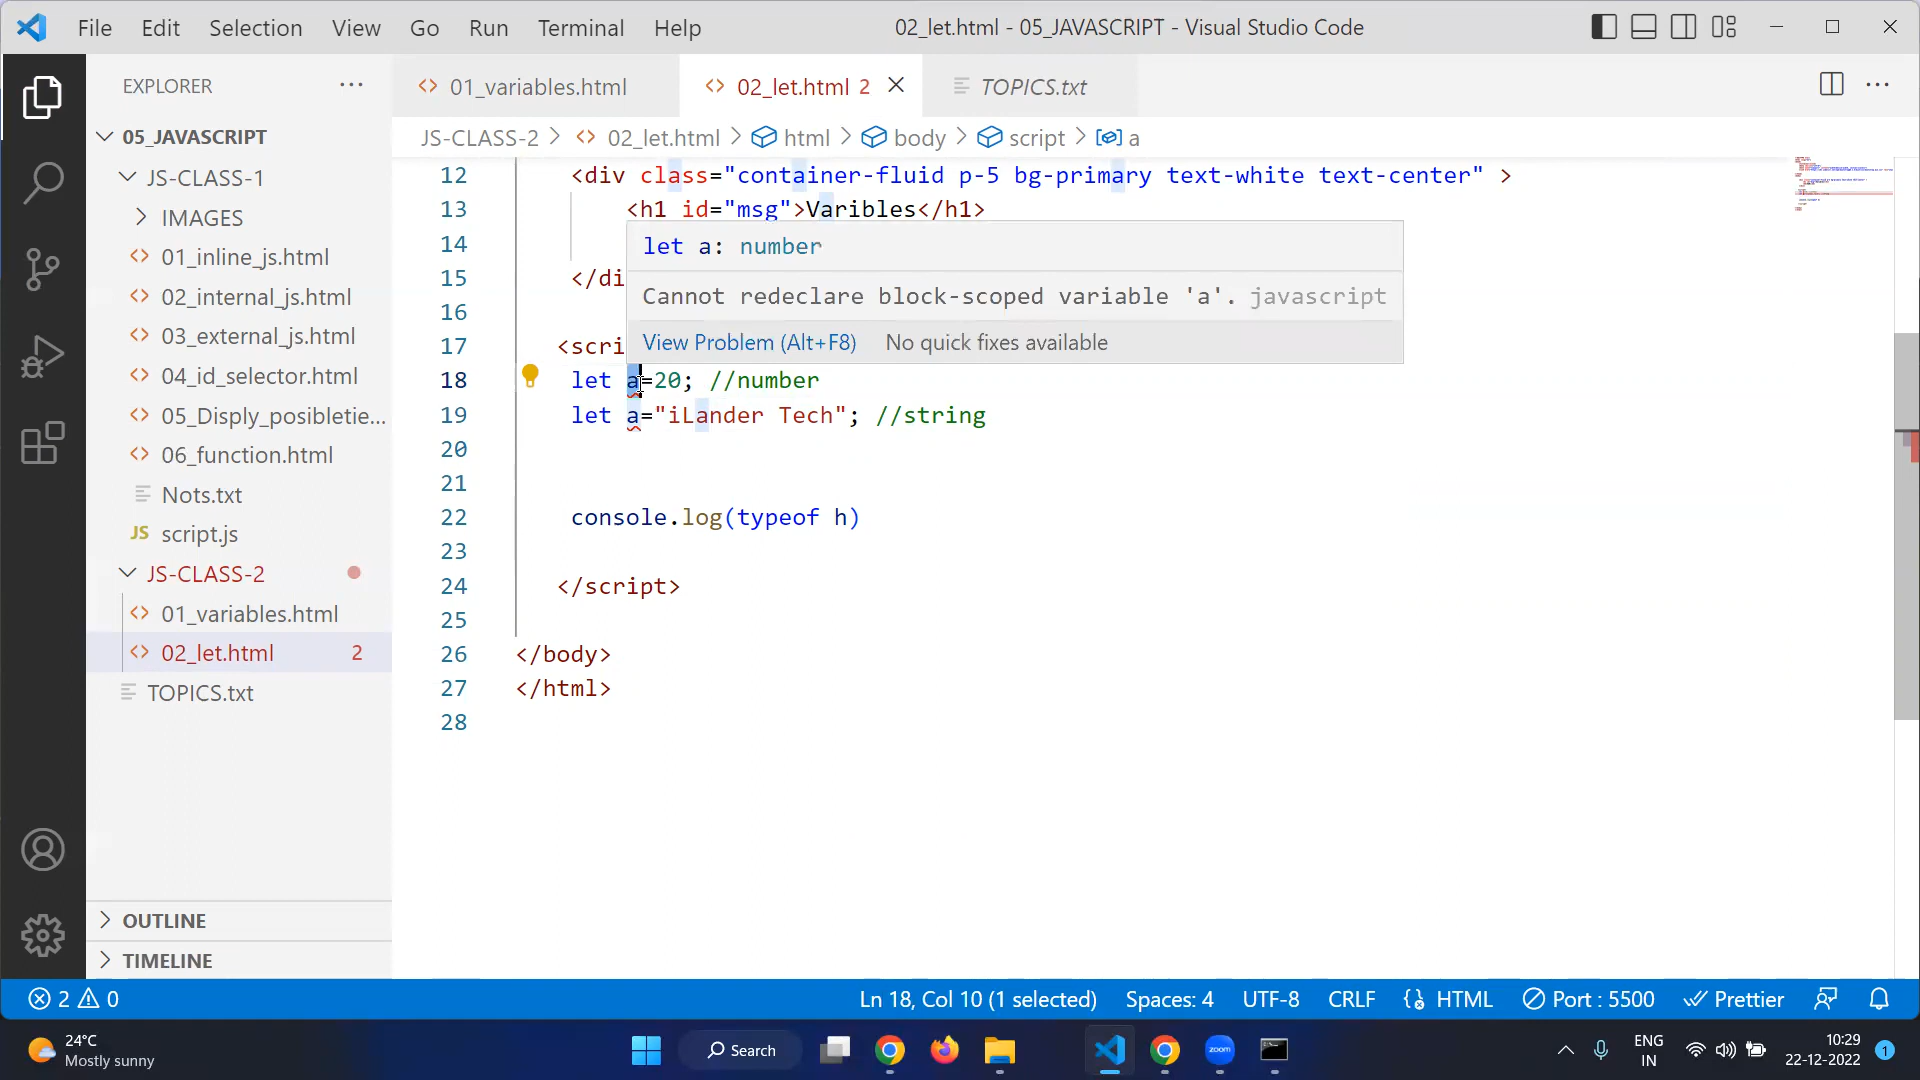 File Edit Selection View Go Run Terminal Help
02_let.html - 05_JAVASCRIPT - Visual Studio Code
EXPLORER
01_variables.html
02_let.html 2
TOPICS.txt
05_JAVASCRIPT
JS-CLASS-1
IMAGES
01_inline_js.html
02_internal_js.html
03_external_js.html
04_id_selector.html
05_Disply_posibletie...
06_function.html
Nots.txt
JS script.js
JS-CLASS-2
01_variables.html
02_let.html 2
TOPICS.txt
OUTLINE
TIMELINE
JS-CLASS-2 > 02_let.html > html > body > script > a
12 <div class="container-fluid p-5 bg-primary text-white text-center" >
13 <h1 id="msg">Varibles</h1>
14
15 </di
16
17 <scri
let a: number
Cannot redeclare block-scoped variable 'a'. javascript
View Problem (Alt+F8) No quick fixes available
18 let a=20; //number
19 let a="iLander Tech"; //string
20
21
22 console.log(typeof h)
23
24 </script>
25
26 </body>
27 </html>
28
2 0
Ln 18, Col 10 (1 selected) Spaces: 4 UTF-8 CRLF HTML Port : 5500 Prettier
24°C
Mostly sunny
Search
zoom
ENG
IN
10:29
22-12-2022
1